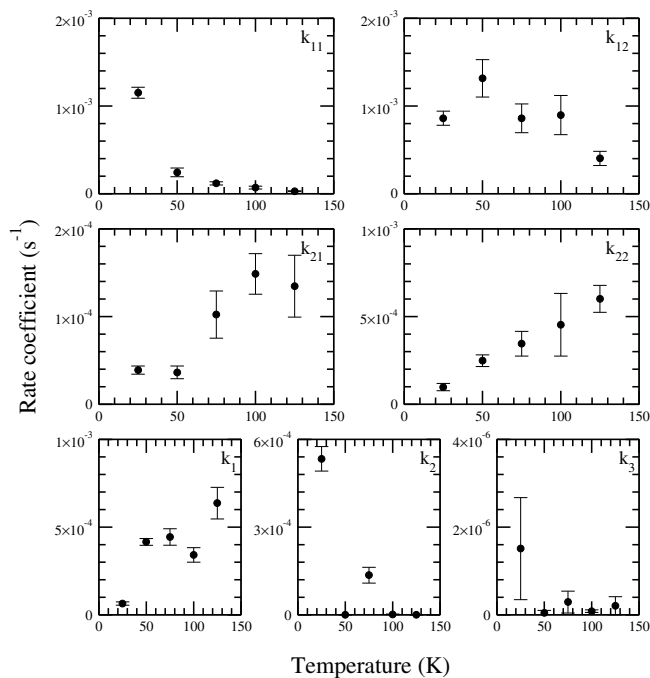 2×10⁻³ k₁₁ 2×10⁻³ k₁₂
1×10⁻³ 1×10⁻³
0 0
0 50 100 150 0 50 100 150
2×10⁻⁴ k₂₁ 1×10⁻³ k₂₂
1×10⁻⁴ 5×10⁻⁴
0 0
0 50 100 150 0 50 100 150
1×10⁻³ k₁ 6×10⁻⁴ k₂ 4×10⁻⁶ k₃
5×10⁻⁴ 3×10⁻⁴ 2×10⁻⁶
0 0 0
0 50 100 150 0 50 100 150 0 50 100 150
Rate coefficient (s⁻¹)
Temperature (K)